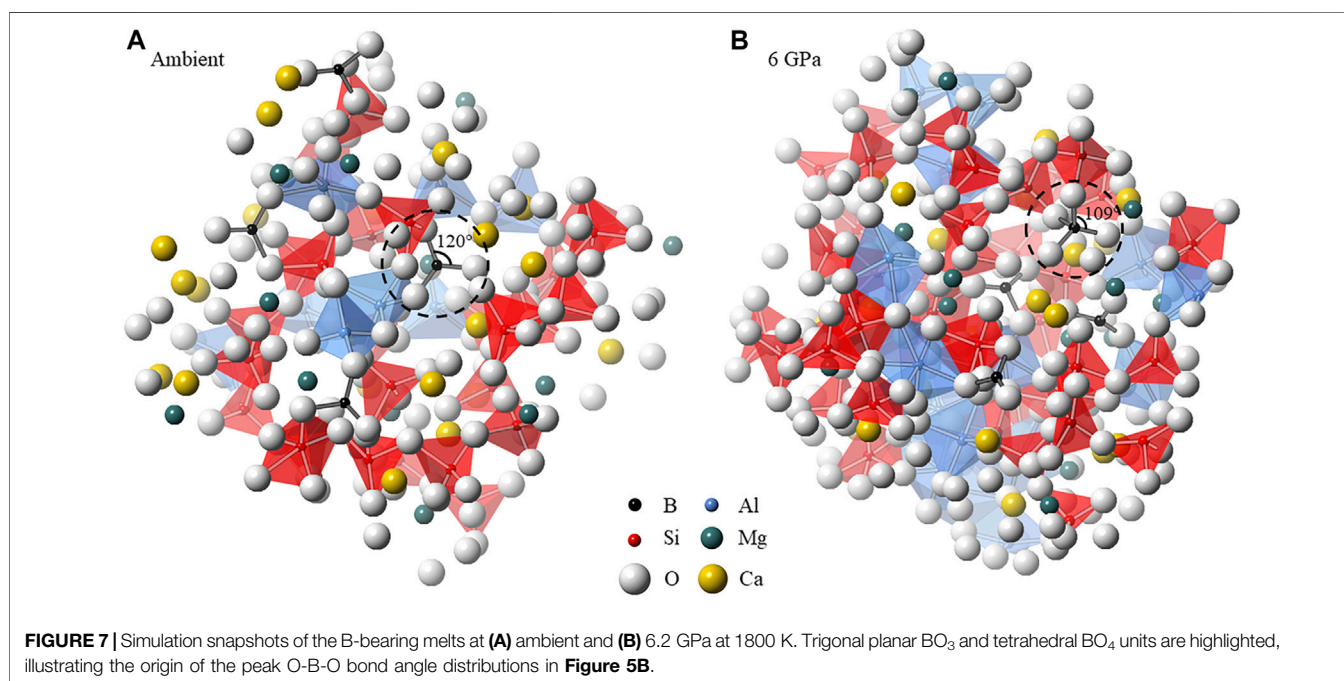 A
Ambient
B
6 GPa
120°
109°
B
Al
Si
Mg
O
Ca
FIGURE 7 | Simulation snapshots of the B-bearing melts at (A) ambient and (B) 6.2 GPa at 1800 K. Trigonal planar BO₃ and tetrahedral BO₄ units are highlighted,
illustrating the origin of the peak O-B-O bond angle distributions in Figure 5B.